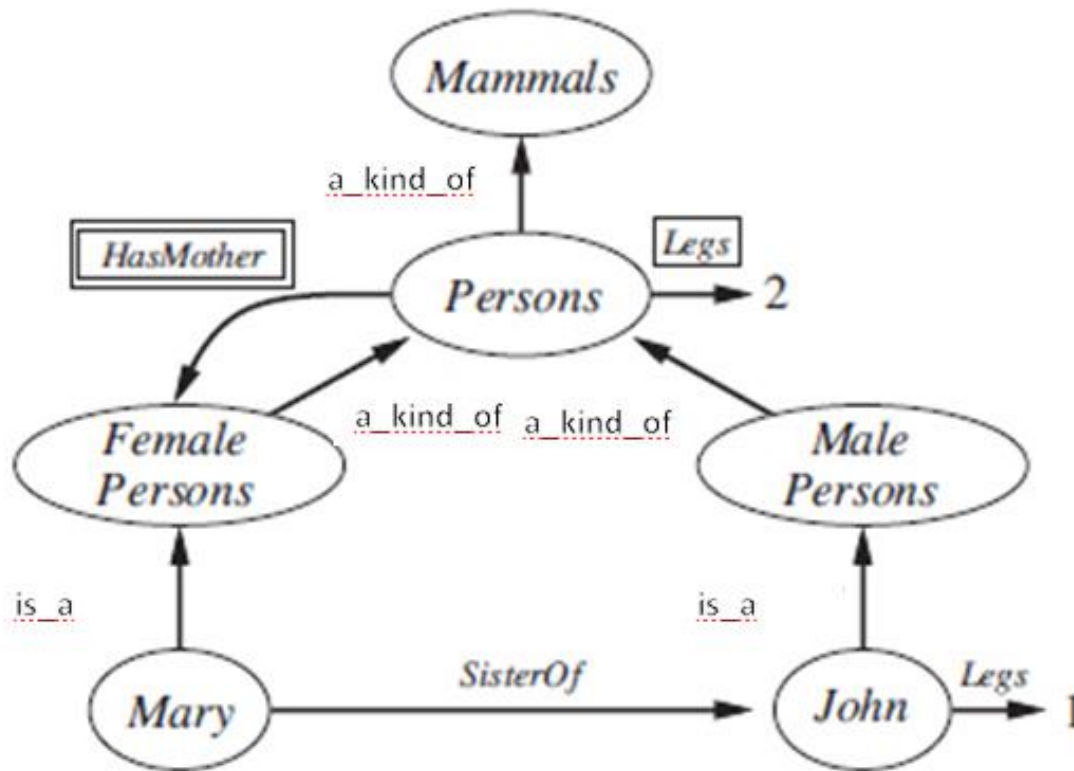 Mammals
a_kind_of
HasMother
Legs
Persons
2
a_kind_of a_kind_of
Female
Persons
Male
Persons
is_a
is_a
SisterOf
Legs
Mary
John
1